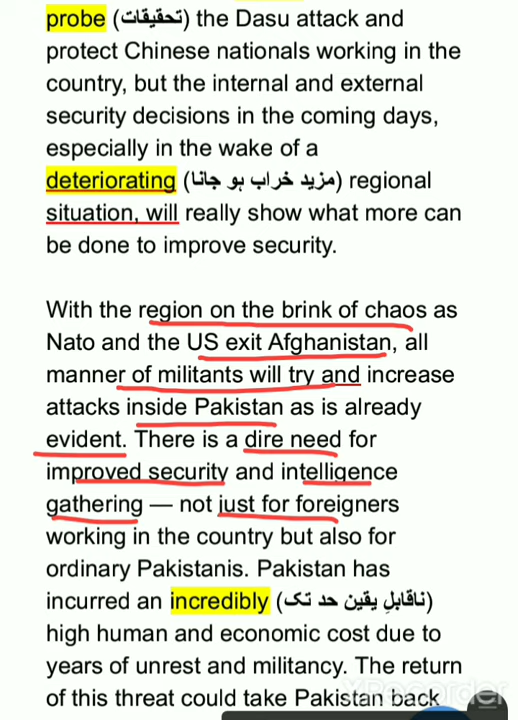 probe (تحقیقات) the Dasu attack and
protect Chinese nationals working in the
country, but the internal and external
security decisions in the coming days,
especially in the wake of a
deteriorating (مزید خراب ہو جانا) regional
situation, will really show what more can
be done to improve security.
With the region on the brink of chaos as
Nato and the US exit Afghanistan, all
manner of militants will try and increase
attacks inside Pakistan as is already
evident. There is a dire need for
improved security and intelligence
gathering — not just for foreigners
working in the country but also for
ordinary Pakistanis. Pakistan has
incurred an incredibly (ناقابلِ یقین حد تک)
high human and economic cost due to
years of unrest and militancy. The return
of this threat could take Pakistan back
XRecorder